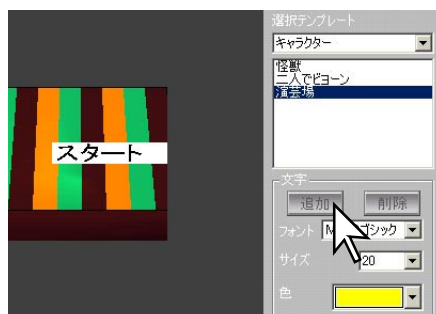 選択テンプレート
キャラクター
怪獣
二人でビヨーン
演芸場
スタート
文字
追加 削除
フォント ゴシック
サイズ 20
色